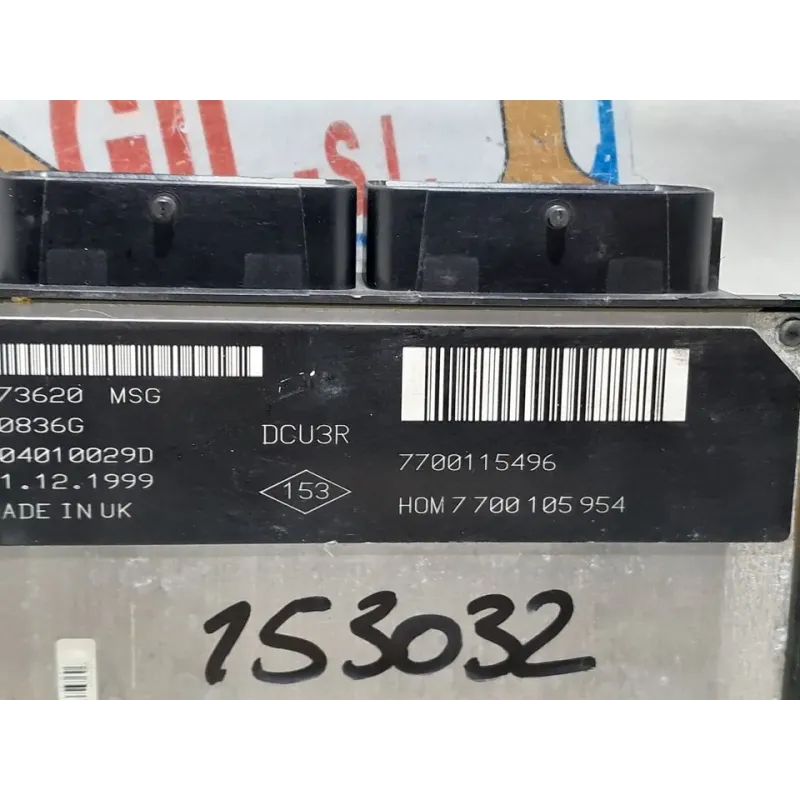 GIL S.L.
73620 MSG
0836G
04010029D
1.12.1999
ADE IN UK
DCU3R
153
7700115496
HOM 7 700 105 954
153032